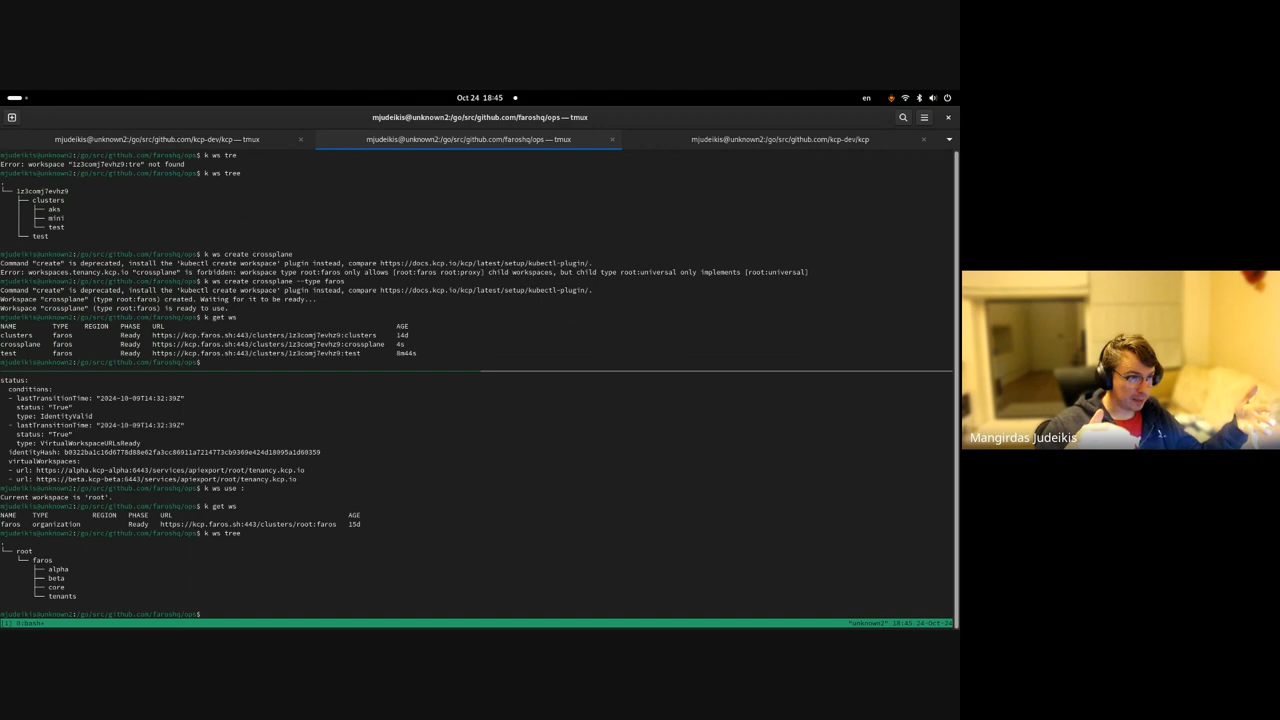 Oct 24 18:45
en
mjudeikis@unknown2:/go/src/github.com/faroshq/ops — tmux
mjudeikis@unknown2:/go/src/github.com/kcp-dev/kcp — tmux
mjudeikis@unknown2:/go/src/github.com/faroshq/ops — tmux
mjudeikis@unknown2:/go/src/github.com/kcp-dev/kcp
mjudeikis@unknown2:/go/src/github.com/faroshq/ops$ k ws tre
Error: workspace "1z3comj7evhz9:tre" not found
mjudeikis@unknown2:/go/src/github.com/faroshq/ops$ k ws tree
.
└── 1z3comj7evhz9
├── clusters
│ ├── aks
│ ├── mini
│ └── test
└── test
mjudeikis@unknown2:/go/src/github.com/faroshq/ops$ k ws create crossplane
Command "create" is deprecated, install the 'kubectl create workspace' plugin instead, compare https://docs.kcp.io/kcp/latest/setup/kubectl-plugin/.
Error: workspaces.tenancy.kcp.io "crossplane" is forbidden: workspace type root:faros only allows [root:faros root:proxy] child workspaces, but child type root:universal only implements [root:universal]
mjudeikis@unknown2:/go/src/github.com/faroshq/ops$ k ws create crossplane --type faros
Command "create" is deprecated, install the 'kubectl create workspace' plugin instead, compare https://docs.kcp.io/kcp/latest/setup/kubectl-plugin/.
Workspace "crossplane" (type root:faros) created. Waiting for it to be ready...
Workspace "crossplane" (type root:faros) is ready to use.
mjudeikis@unknown2:/go/src/github.com/faroshq/ops$ k get ws
NAME TYPE REGION PHASE URL AGE
clusters faros Ready https://kcp.faros.sh:443/clusters/1z3comj7evhz9:clusters 14d
crossplane faros Ready https://kcp.faros.sh:443/clusters/1z3comj7evhz9:crossplane 4s
test faros Ready https://kcp.faros.sh:443/clusters/1z3comj7evhz9:test 8m44s
mjudeikis@unknown2:/go/src/github.com/faroshq/ops$
status:
conditions:
- lastTransitionTime: "2024-10-09T14:32:39Z"
status: "True"
type: IdentityValid
- lastTransitionTime: "2024-10-09T14:32:39Z"
status: "True"
type: VirtualWorkspaceURLsReady
identityHash: b0322ba1c16d6778d88e62fa3cc86911a7214773cb9369e424d18095a1d60359
virtualWorkspaces:
- url: https://alpha.kcp-alpha:6443/services/apiexport/root/tenancy.kcp.io
- url: https://beta.kcp-beta:6443/services/apiexport/root/tenancy.kcp.io
mjudeikis@unknown2:/go/src/github.com/faroshq/ops$ k ws use :
Current workspace is 'root'.
mjudeikis@unknown2:/go/src/github.com/faroshq/ops$ k get ws
NAME TYPE REGION PHASE URL AGE
faros organization Ready https://kcp.faros.sh:443/clusters/root:faros 15d
mjudeikis@unknown2:/go/src/github.com/faroshq/ops$ k ws tree
.
└── root
└── faros
├── alpha
├── beta
├── core
└── tenants
mjudeikis@unknown2:/go/src/github.com/faroshq/ops$
[1] 0:bash* "unknown2" 18:45 24-Oct-24
Mangirdas Judeikis